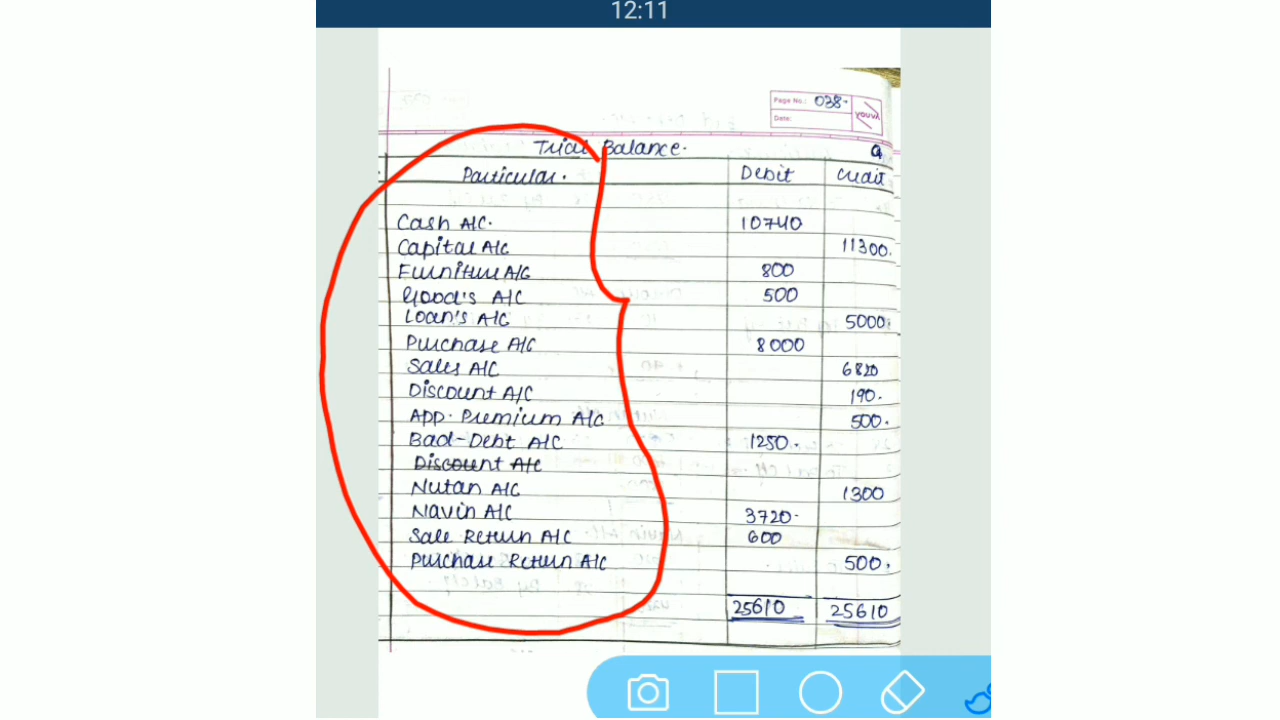 12:11
Page No.: 038-
Date:
youva
Trial Balance.
Particular. Debit Credit
Cash A/C. 10740
Capital A/C 11300.
Furniture A/C 800
Good's A/C 500
Loan's A/C 5000
Purchase A/C 8000
Sales A/C 6820
Discount A/C 190.
App. Premium A/C 500.
Bad-Debt A/C 1250.
Discount A/C
Nutan A/C 1300
Navin A/C 3720-
Sale Return A/C 600
Purchase Return A/C 500.
25610 25610